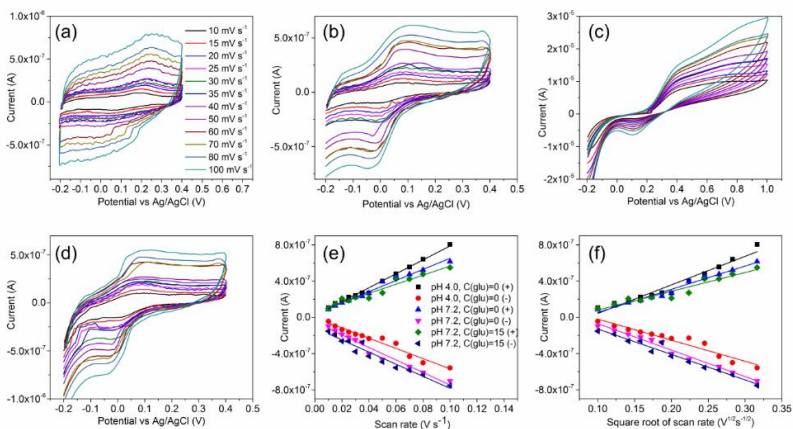 (a)
1.0x10⁻⁶
5.0x10⁻⁷
0.0
-5.0x10⁻⁷
Current (A)
-0.2 -0.1 0.0 0.1 0.2 0.3 0.4 0.5 0.6 0.7
Potential vs Ag/AgCl (V)
10 mV s⁻¹
15 mV s⁻¹
20 mV s⁻¹
25 mV s⁻¹
30 mV s⁻¹
35 mV s⁻¹
40 mV s⁻¹
50 mV s⁻¹
60 mV s⁻¹
70 mV s⁻¹
80 mV s⁻¹
100 mV s⁻¹
(b)
5.0x10⁻⁷
0.0
-5.0x10⁻⁷
Current (A)
-0.2 -0.1 0.0 0.1 0.2 0.3 0.4 0.5
Potential vs Ag/AgCl (V)
(c)
3x10⁻⁵
2x10⁻⁵
1x10⁻⁵
0
-1x10⁻⁵
-2x10⁻⁵
Current (A)
-0.2 0.0 0.2 0.4 0.6 0.8 1.0
Potential vs Ag/AgCl (V)
(d)
1.0x10⁻⁶
5.0x10⁻⁷
0.0
-5.0x10⁻⁷
-1.0x10⁻⁶
Current (A)
-0.2 -0.1 0.0 0.1 0.2 0.3 0.4 0.5
Potential vs Ag/AgCl (V)
(e)
8.0x10⁻⁷
4.0x10⁻⁷
0.0
-4.0x10⁻⁷
-8.0x10⁻⁷
Current (A)
pH 4.0, C(glu)=0 (+)
pH 4.0, C(glu)=0 (-)
pH 7.2, C(glu)=0 (+)
pH 7.2, C(glu)=0 (-)
pH 7.2, C(glu)=15 (+)
pH 7.2, C(glu)=15 (-)
0.00 0.02 0.04 0.06 0.08 0.10 0.12 0.14
Scan rate (V s⁻¹)
(f)
8.0x10⁻⁷
4.0x10⁻⁷
0.0
-4.0x10⁻⁷
-8.0x10⁻⁷
Current (A)
0.10 0.15 0.20 0.25 0.30
Square root of scan rate (V¹ᐟ²s⁻¹ᐟ²)